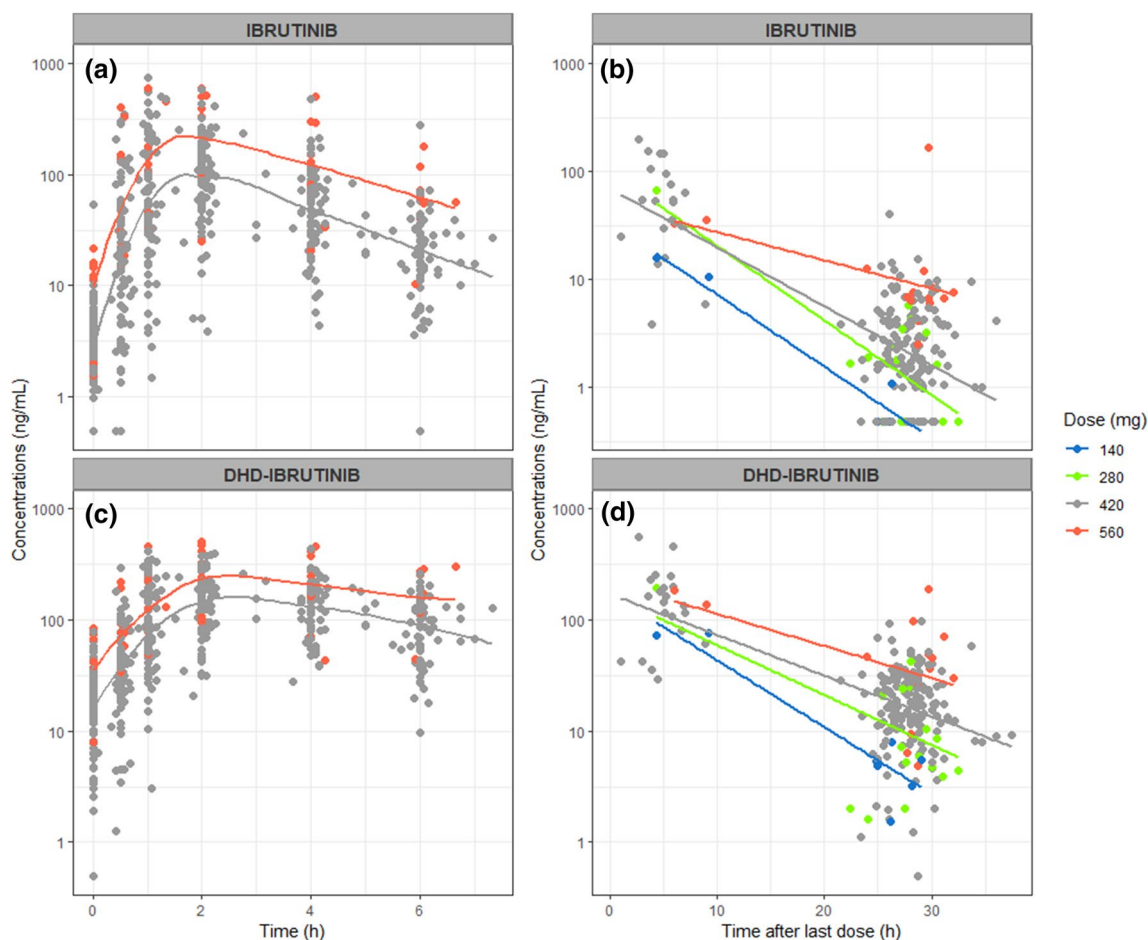 IBRUTINIB
IBRUTINIB
(a)
(b)
1000
100
10
1
1000
100
10
1
DHD-IBRUTINIB
DHD-IBRUTINIB
(c)
(d)
1000
100
10
1
1000
100
10
1
Concentrations (ng/mL)
Concentrations (ng/mL)
0 2 4 6
0 10 20 30
Time (h)
Time after last dose (h)
Dose (mg)
140
280
420
560